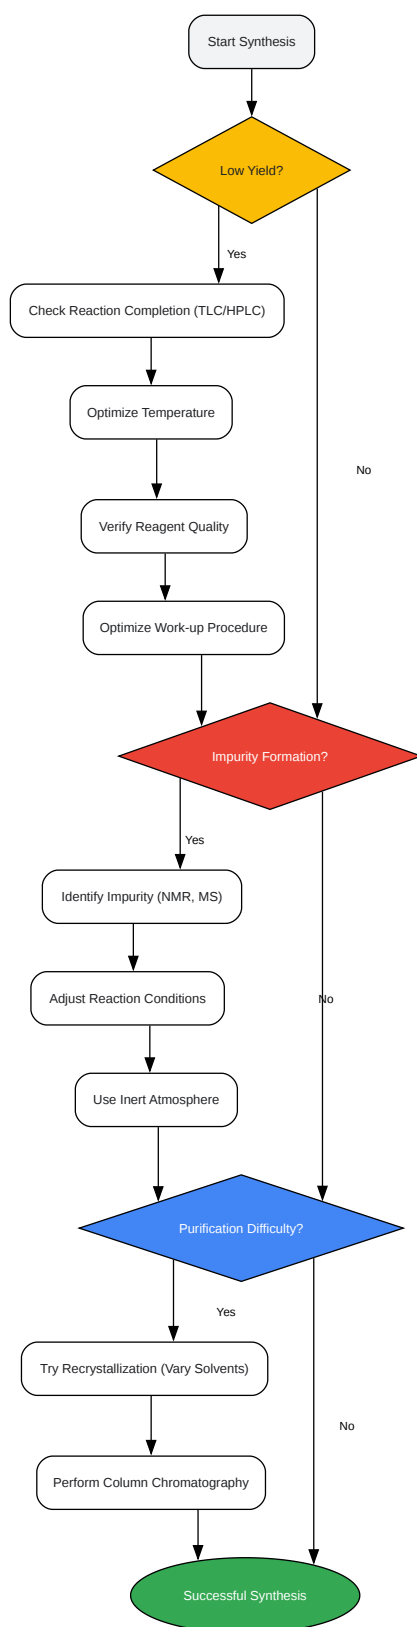 Start Synthesis
Low Yield?
Yes
Check Reaction Completion (TLC/HPLC)
Optimize Temperature
No
Verify Reagent Quality
Optimize Work-up Procedure
Impurity Formation?
Yes
Identify Impurity (NMR, MS)
Adjust Reaction Conditions
No
Use Inert Atmosphere
Purification Difficulty?
Yes
Try Recrystallization (Vary Solvents)
No
Perform Column Chromatography
Successful Synthesis